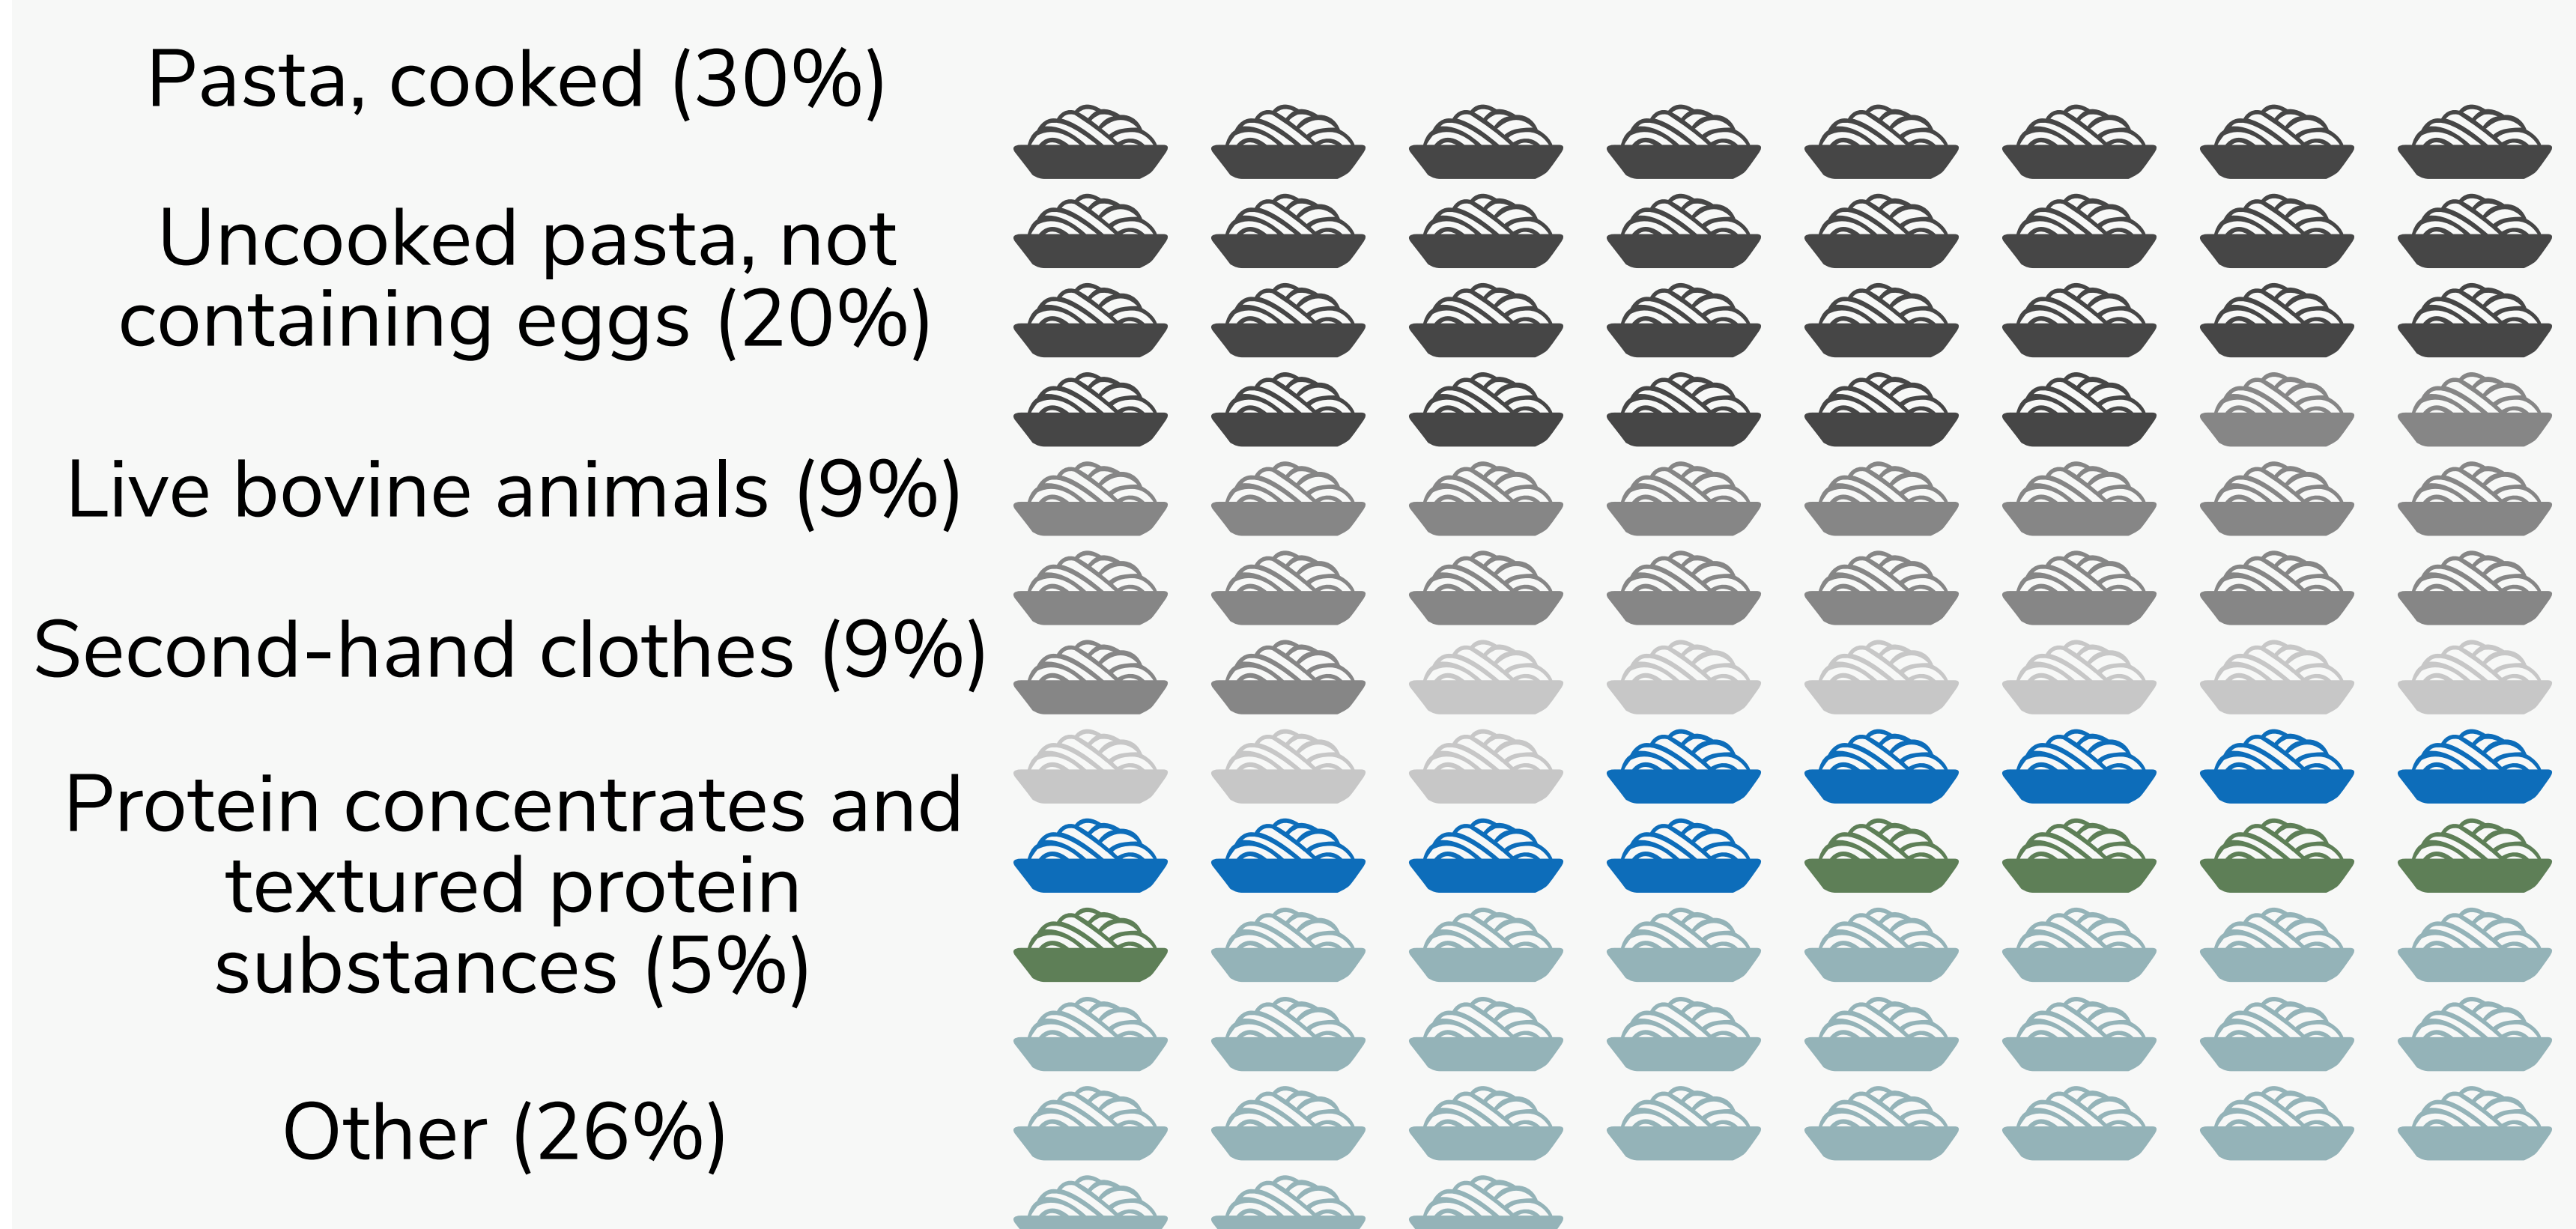 Pasta, cooked (30%)
Uncooked pasta, not
containing eggs (20%)
Live bovine animals (9%)
Second-hand clothes (9%)
Protein concentrates and
textured protein
substances (5%)
Other (26%)